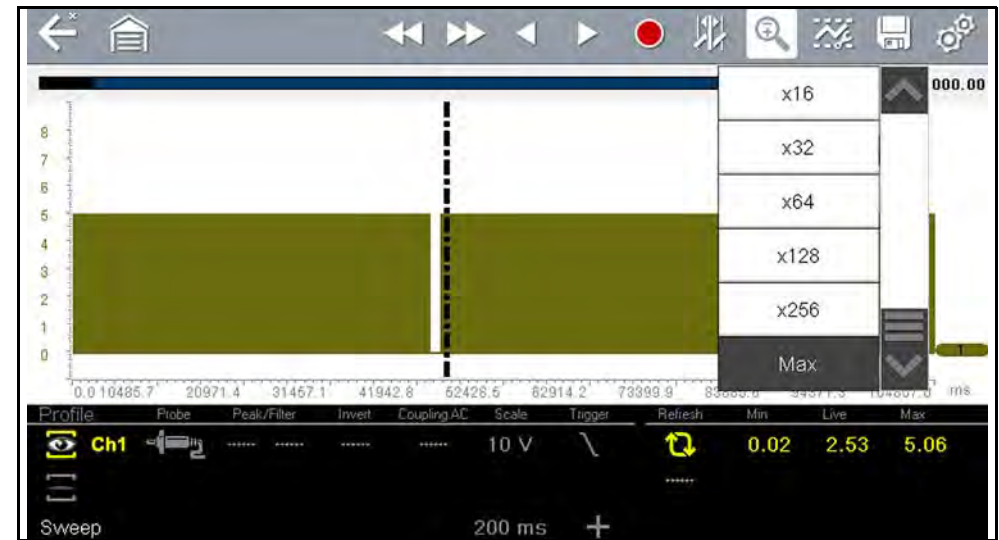 x16
000.00
x32
x64
x128
x256
Max
8
7
6
5
4
3
2
1
0
1
0.0 10485.7 20971.4 31457.1 41942.8 52428.5 62914.2 73399.9 ms
Profile Probe Peak/Filter Invert Coupling AC Scale Trigger Refresh Min Live Max
Ch1 ...... ...... ...... ...... 10 V 0.02 2.53 5.06
......
Sweep 200 ms +